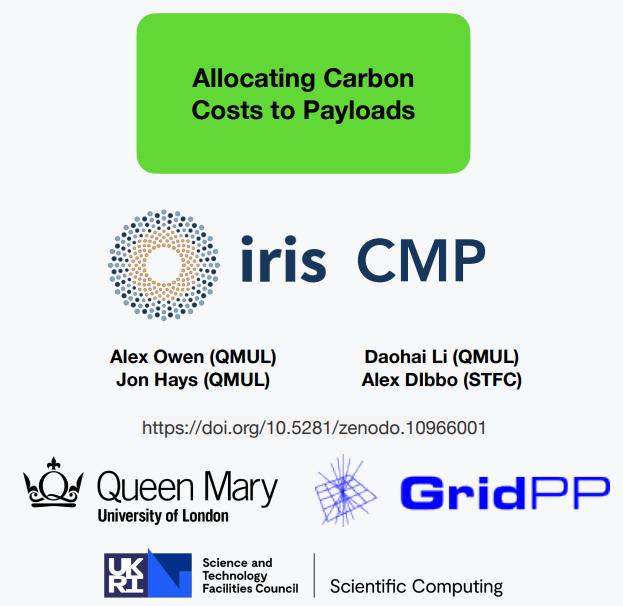 Allocating Carbon
Costs to Payloads
iris CMP
Alex Owen (QMUL) Daohai Li (QMUL)
Jon Hays (QMUL) Alex DIbbo (STFC)
https://doi.org/10.5281/zenodo.10966001
Queen Mary
University of London
GridPP
UK
RI
Science and
Technology
Facilities Council
Scientific Computing